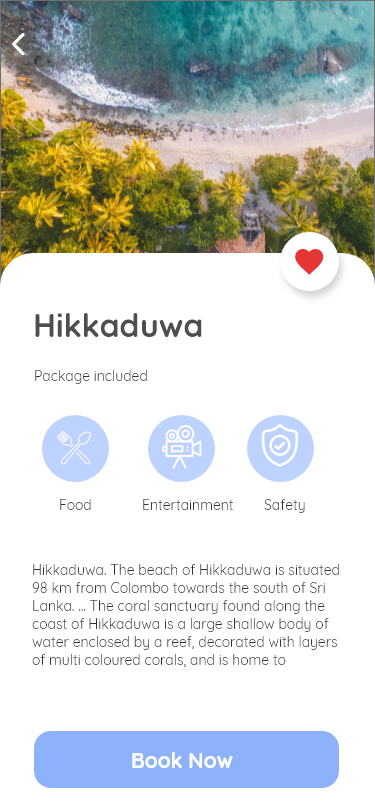 Hikkaduwa
Package included
Food
Entertainment
Safety
Hikkaduwa. The beach of Hikkaduwa is situated
98 km from Colombo towards the south of Sri
Lanka. ... The coral sanctuary found along the
coast of Hikkaduwa is a large shallow body of
water enclosed by a reef, decorated with layers
of multi coloured corals, and is home to
Book Now